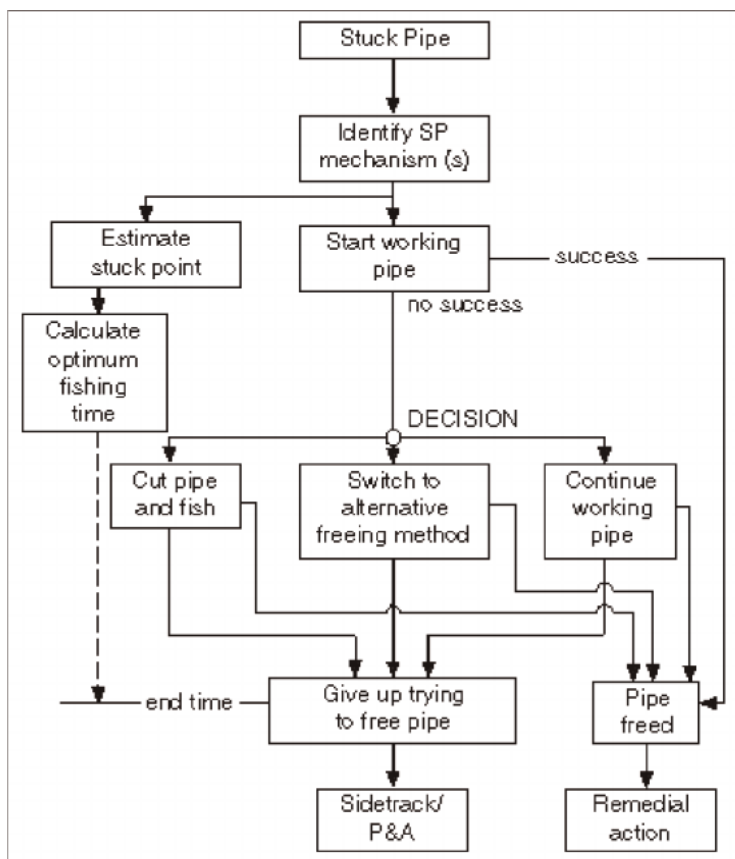 Stuck Pipe
Identify SP
mechanism (s)
Estimate
stuck point
Start working
pipe
success
no success
Calculate
optimum
fishing
time
DECISION
Cut pipe
and fish
Switch to
alternative
freeing method
Continue
working
pipe
end time
Give up trying
to free pipe
Pipe
freed
Sidetrack/
P&A
Remedial
action